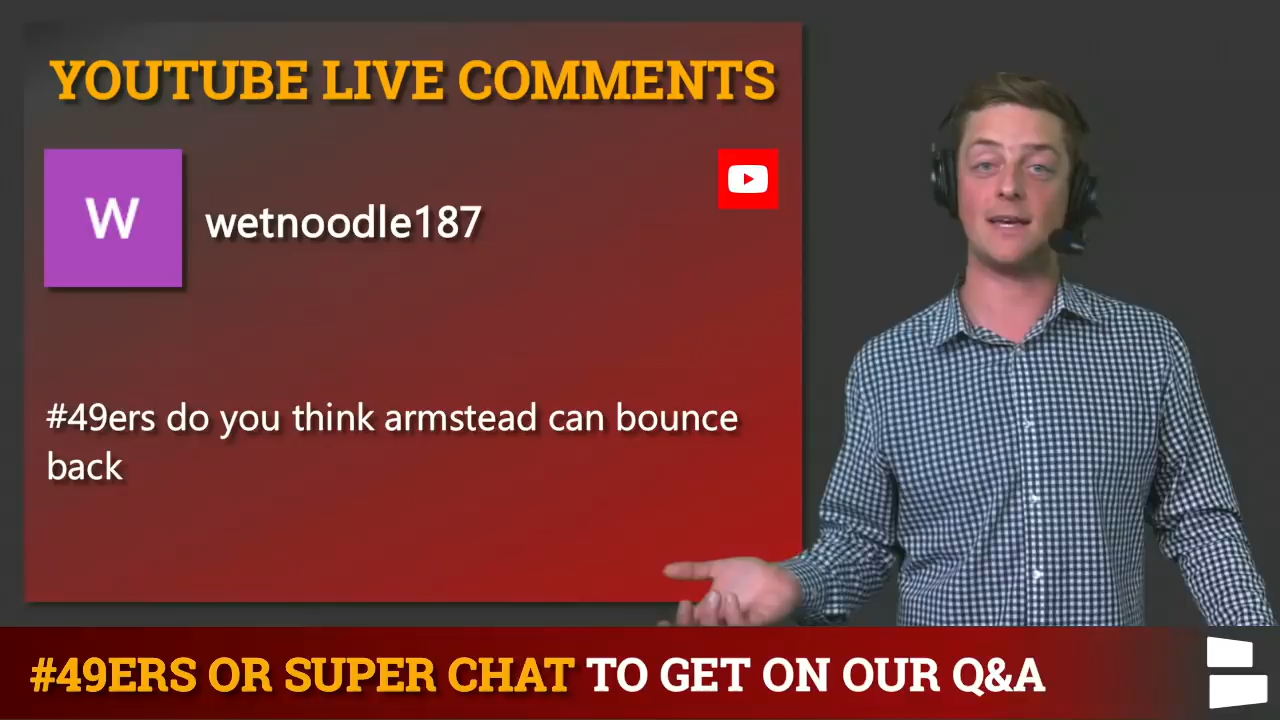 YOUTUBE LIVE COMMENTS
W
wetnoodle187
#49ers do you think armstead can bounce
back
#49ERS OR SUPER CHAT TO GET ON OUR Q&A